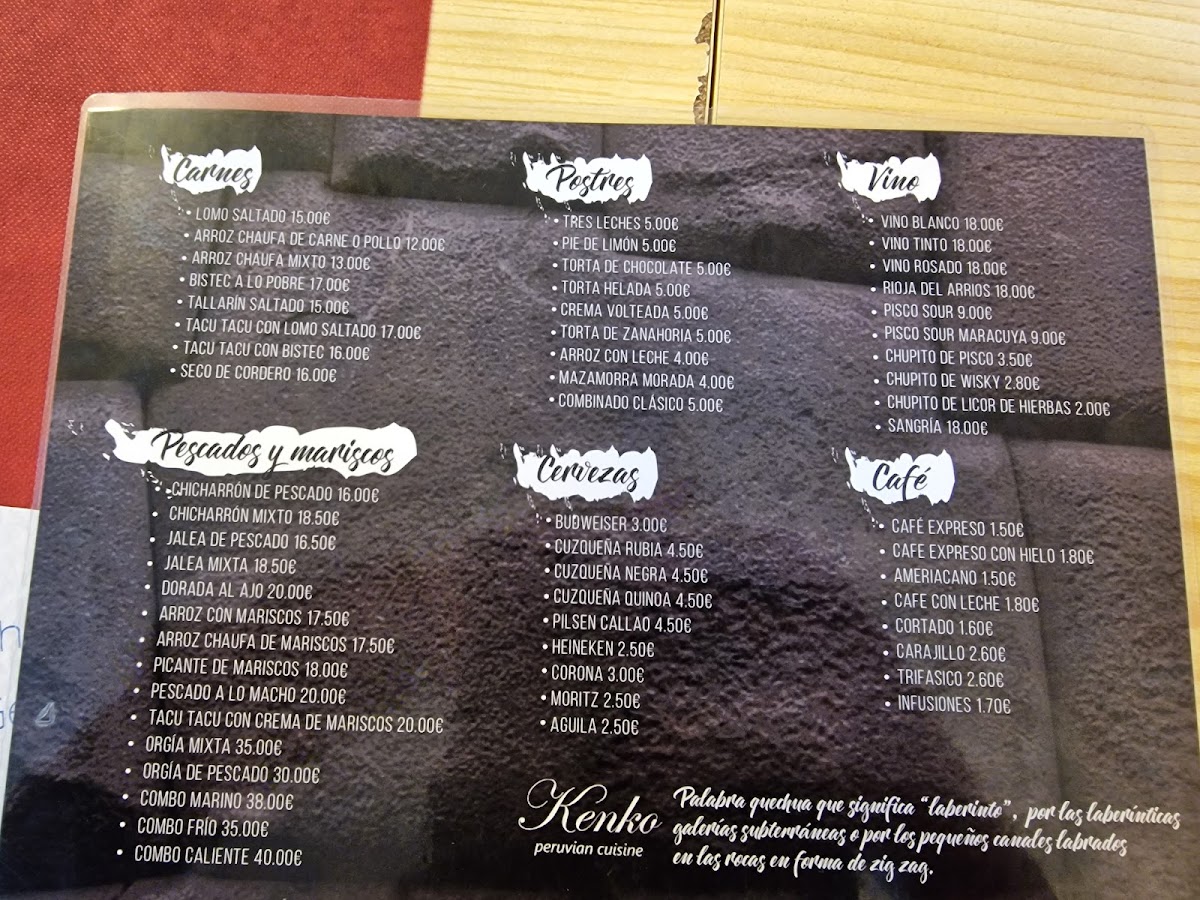 Carnes
• LOMO SALTADO 15.00€
• ARROZ CHAUFA DE CARNE O POLLO 12.00€
• ARROZ CHAUFA MIXTO 13.00€
• BISTEC A LO POBRE 17.00€
• TALLARÍN SALTADO 15.00€
• TACU TACU CON LOMO SALTADO 17.00€
• TACU TACU CON BISTEC 16.00€
• SECO DE CORDERO 16.00€
Pescados y mariscos
• CHICHARRÓN DE PESCADO 16.00€
• CHICHARRÓN MIXTO 18.50€
• JALEA DE PESCADO 16.50€
• JALEA MIXTA 18.50€
• DORADA AL AJO 20.00€
• ARROZ CON MARISCOS 17.50€
• ARROZ CHAUFA DE MARISCOS 17.50€
• PICANTE DE MARISCOS 18.00€
• PESCADO A LO MACHO 20.00€
• TACU TACU CON CREMA DE MARISCOS 20.00€
• ORGÍA MIXTA 35.00€
• ORGÍA DE PESCADO 30.00€
• COMBO MARINO 38.00€
• COMBO FRÍO 35.00€
• COMBO CALIENTE 40.00€
Postres
• TRES LECHES 5.00€
• PIE DE LIMÓN 5.00€
• TORTA DE CHOCOLATE 5.00€
• TORTA HELADA 5.00€
• CREMA VOLTEADA 5.00€
• TORTA DE ZANAHORIA 5.00€
• ARROZ CON LECHE 4.00€
• MAZAMORRA MORADA 4.00€
• COMBINADO CLÁSICO 5.00€
Cervezas
• BUDWEISER 3.00€
• CUZQUEÑA RUBIA 4.50€
• CUZQUEÑA NEGRA 4.50€
• CUZQUEÑA QUINOA 4.50€
• PILSEN CALLAO 4.50€
• HEINEKEN 2.50€
• CORONA 3.00€
• MORITZ 2.50€
• AGUILA 2.50€
Vino
• VINO BLANCO 18.00€
• VINO TINTO 18.00€
• VINO ROSADO 18.00€
• RIOJA DEL ARRIOS 18.00€
• PISCO SOUR 9.00€
• PISCO SOUR MARACUYA 9.00€
• CHUPITO DE PISCO 3.50€
• CHUPITO DE WISKY 2.80€
• CHUPITO DE LICOR DE HIERBAS 2.00€
• SANGRÍA 18.00€
Café
• CAFÉ EXPRESO 1.50€
• CAFE EXPRESO CON HIELO 1.80€
• AMERIACANO 1.50€
• CAFE CON LECHE 1.80€
• CORTADO 1.60€
• CARAJILLO 2.60€
• TRIFASICO 2.60€
• INFUSIONES 1.70€
Kenko
peruvian cuisine
Palabra quechua que significa "laberinto", por las laberínticas
galerías subterráneas o por los pequeños canales labrados
en las rocas en forma de zig zag.